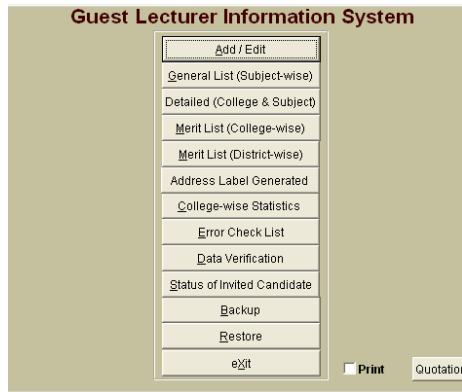 Guest Lecturer Information System
Add / Edit
General List (Subject-wise)
Detailed (College & Subject)
Merit List (College-wise)
Merit List (District-wise)
Address Label Generated
College-wise Statistics
Error Check List
Data Verification
Status of Invited Candidate
Backup
Restore
eXit
Print
Quotation